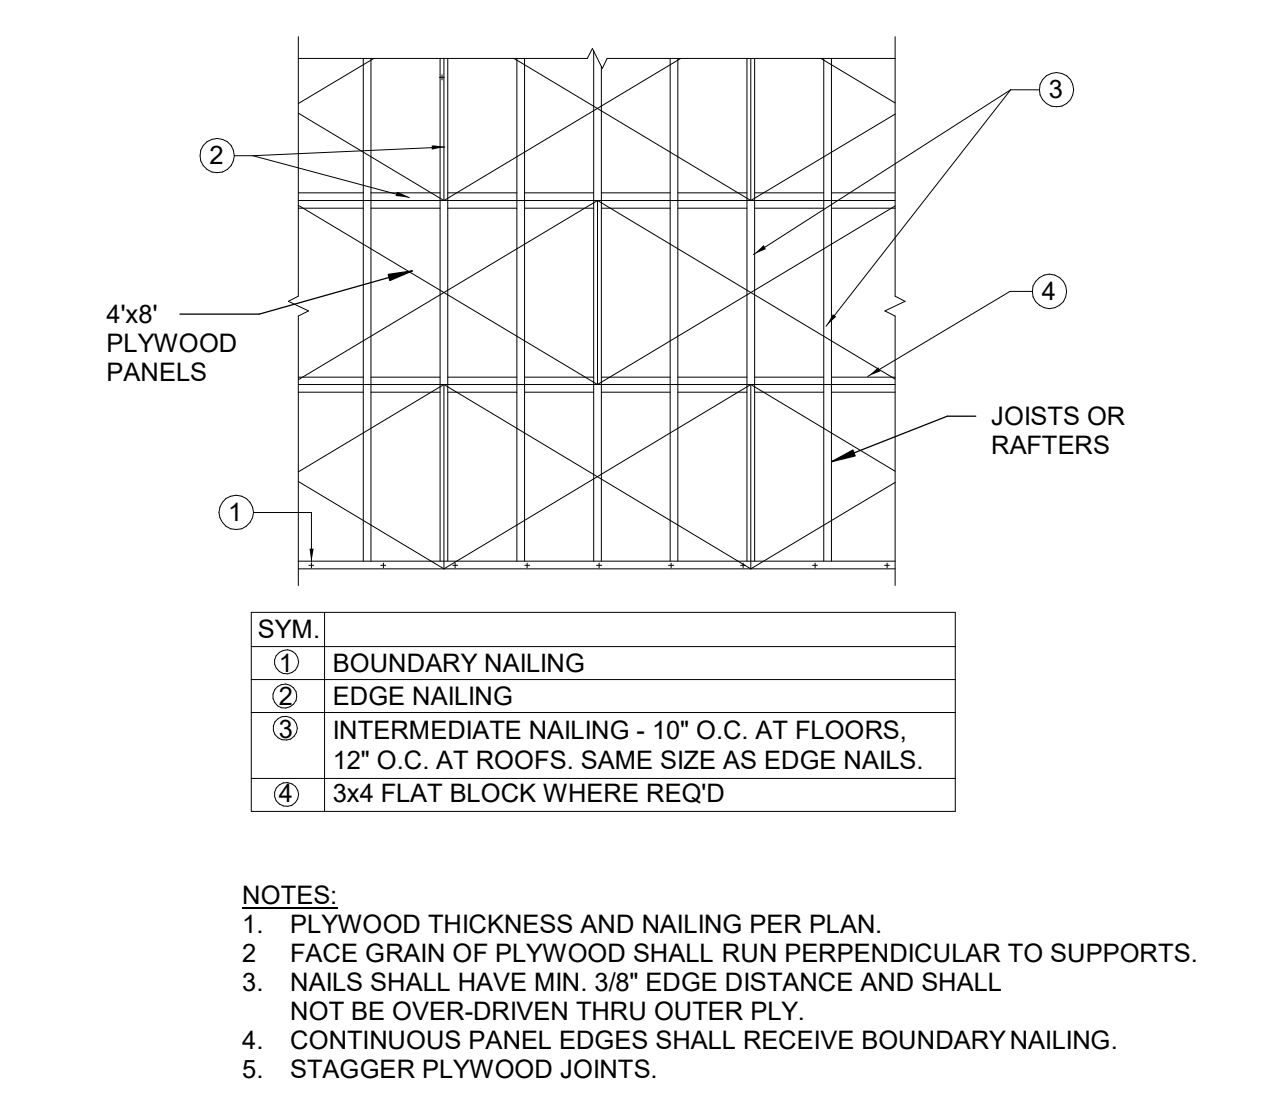 3
2
4
4'x8'
PLYWOOD
PANELS
JOISTS OR
RAFTERS
1
SYM.
1 BOUNDARY NAILING
2 EDGE NAILING
3 INTERMEDIATE NAILING - 10" O.C. AT FLOORS,
12" O.C. AT ROOFS. SAME SIZE AS EDGE NAILS.
4 3x4 FLAT BLOCK WHERE REQ'D
NOTES:
1. PLYWOOD THICKNESS AND NAILING PER PLAN.
2 FACE GRAIN OF PLYWOOD SHALL RUN PERPENDICULAR TO SUPPORTS.
3. NAILS SHALL HAVE MIN. 3/8" EDGE DISTANCE AND SHALL
NOT BE OVER-DRIVEN THRU OUTER PLY.
4. CONTINUOUS PANEL EDGES SHALL RECEIVE BOUNDARY NAILING.
5. STAGGER PLYWOOD JOINTS.